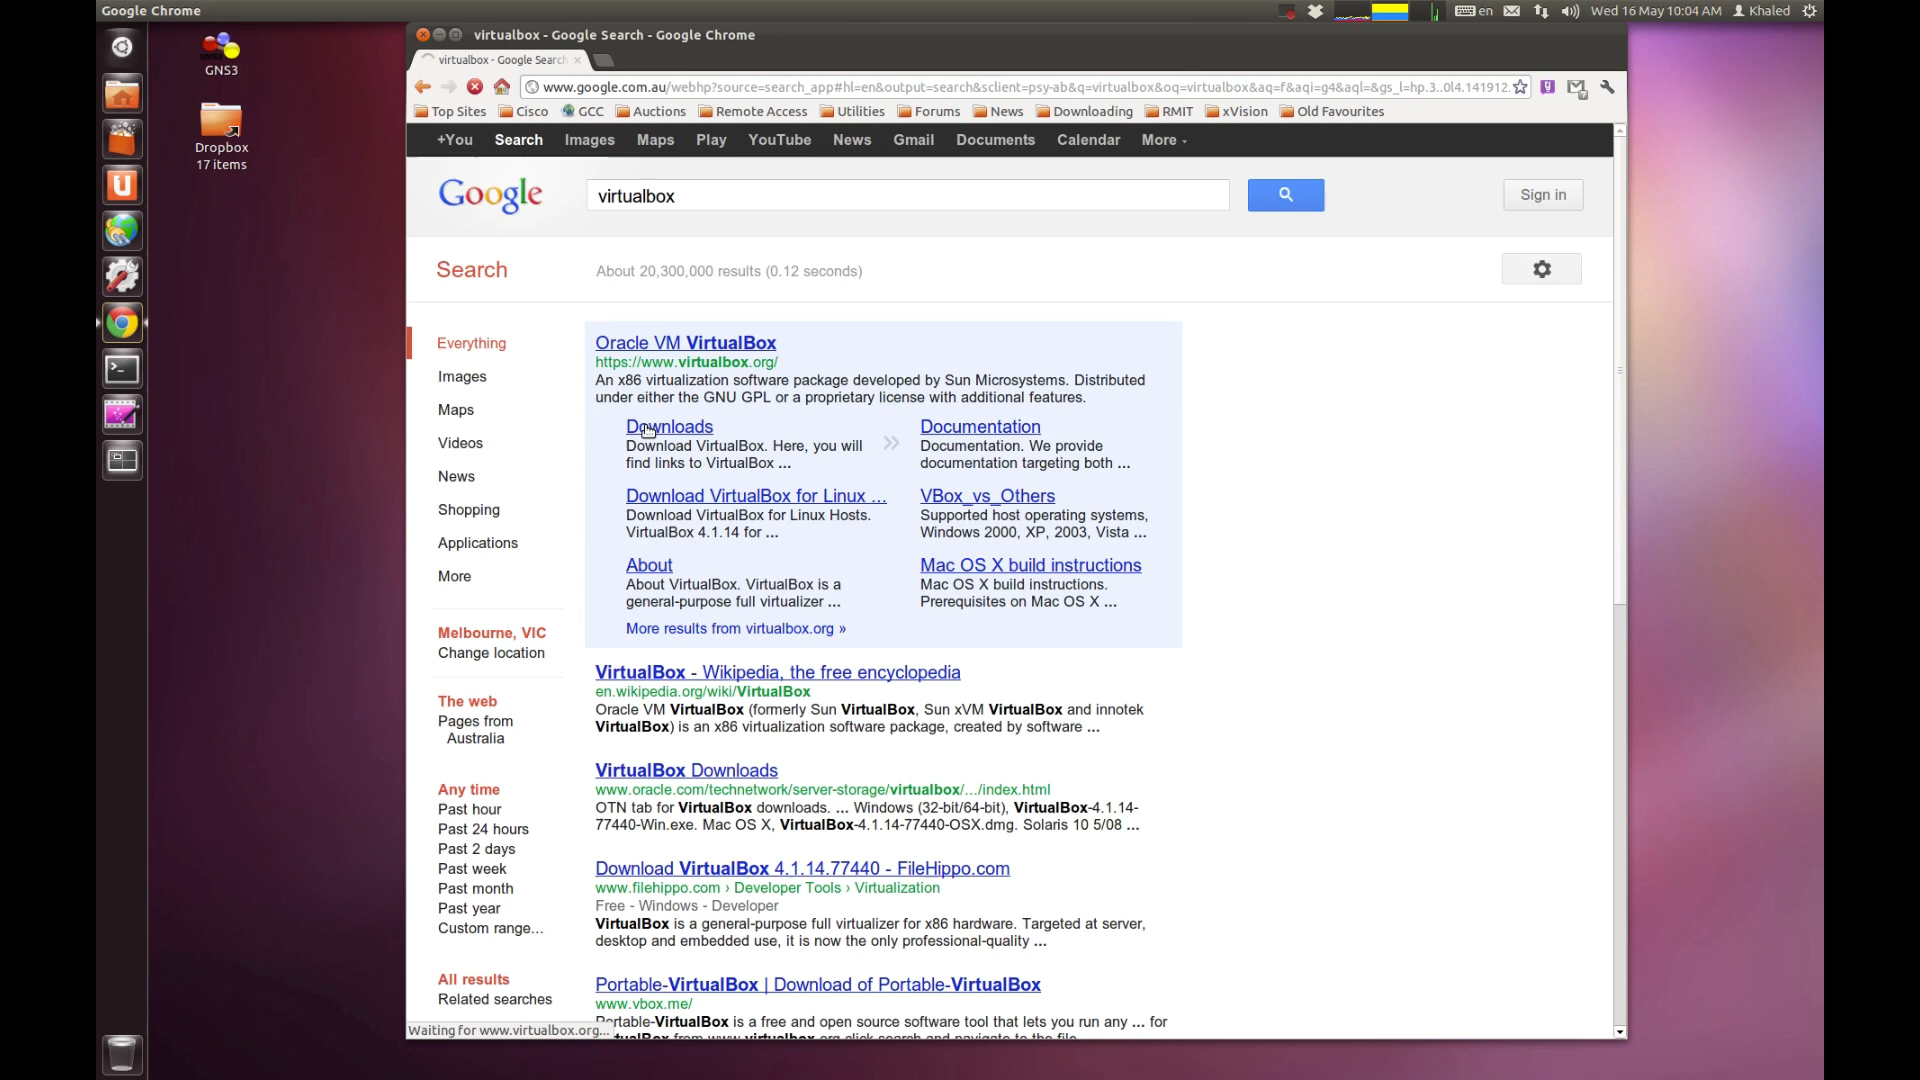 Google Chrome
en
Wed 16 May 10:04 AM
Khaled
GNS3
Dropbox
17 items
virtualbox - Google Search - Google Chrome
virtualbox - Google Search
www.google.com.au/webhp?source=search_app#hl=en&output=search&sclient=psy-ab&q=virtualbox&oq=virtualbox&aq=f&aqi=g4&aql=&gs_l=hp.3..0l4.141912.
Top Sites Cisco GCC Auctions Remote Access Utilities Forums News Downloading RMIT xVision Old Favourites
+You Search Images Maps Play YouTube News Gmail Documents Calendar More
Google
virtualbox
Sign in
Search
About 20,300,000 results (0.12 seconds)
Everything
Images
Maps
Videos
News
Shopping
Applications
More
Melbourne, VIC
Change location
The web
Pages from
Australia
Any time
Past hour
Past 24 hours
Past 2 days
Past week
Past month
Past year
Custom range...
All results
Related searches
Oracle VM VirtualBox
https://www.virtualbox.org/
An x86 virtualization software package developed by Sun Microsystems. Distributed
under either the GNU GPL or a proprietary license with additional features.
Downloads
Download VirtualBox. Here, you will
find links to VirtualBox ...
Documentation
Documentation. We provide
documentation targeting both ...
Download VirtualBox for Linux ...
Download VirtualBox for Linux Hosts.
VirtualBox 4.1.14 for ...
VBox_vs_Others
Supported host operating systems,
Windows 2000, XP, 2003, Vista ...
About
About VirtualBox. VirtualBox is a
general-purpose full virtualizer ...
Mac OS X build instructions
Mac OS X build instructions.
Prerequisites on Mac OS X ...
More results from virtualbox.org »
VirtualBox - Wikipedia, the free encyclopedia
en.wikipedia.org/wiki/VirtualBox
Oracle VM VirtualBox (formerly Sun VirtualBox, Sun xVM VirtualBox and innotek
VirtualBox) is an x86 virtualization software package, created by software ...
VirtualBox Downloads
www.oracle.com/technetwork/server-storage/virtualbox/.../index.html
OTN tab for VirtualBox downloads. ... Windows (32-bit/64-bit), VirtualBox-4.1.14-
77440-Win.exe. Mac OS X, VirtualBox-4.1.14-77440-OSX.dmg. Solaris 10 5/08 ...
Download VirtualBox 4.1.14.77440 - FileHippo.com
www.filehippo.com › Developer Tools › Virtualization
Free - Windows - Developer
VirtualBox is a general-purpose full virtualizer for x86 hardware. Targeted at server,
desktop and embedded use, it is now the only professional-quality ...
Portable-VirtualBox | Download of Portable-VirtualBox
www.vbox.me/
Portable-VirtualBox is a free and open source software tool that lets you run any ... for
Waiting for www.virtualbox.org...